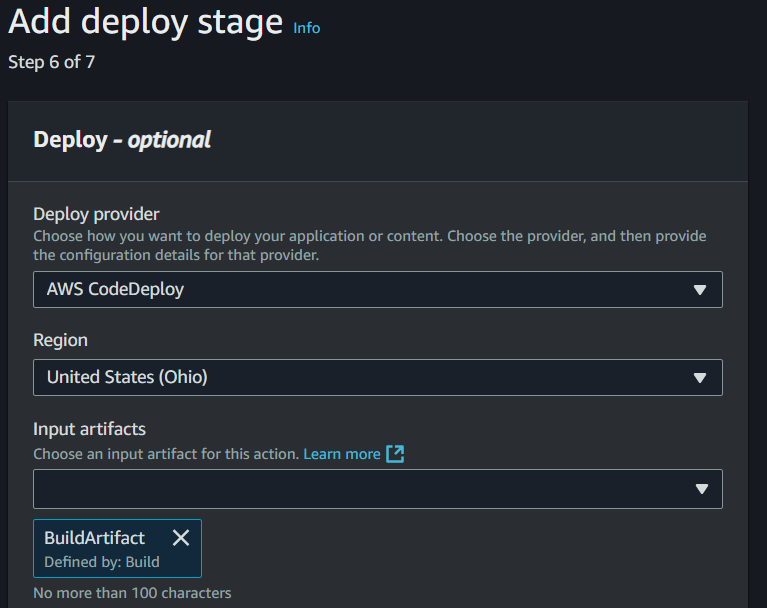 Add deploy stage Info
Step 6 of 7
Deploy - optional
Deploy provider
Choose how you want to deploy your application or content. Choose the provider, and then provide
the configuration details for that provider.
AWS CodeDeploy
Region
United States (Ohio)
Input artifacts
Choose an input artifact for this action. Learn more
BuildArtifact
Defined by: Build
No more than 100 characters